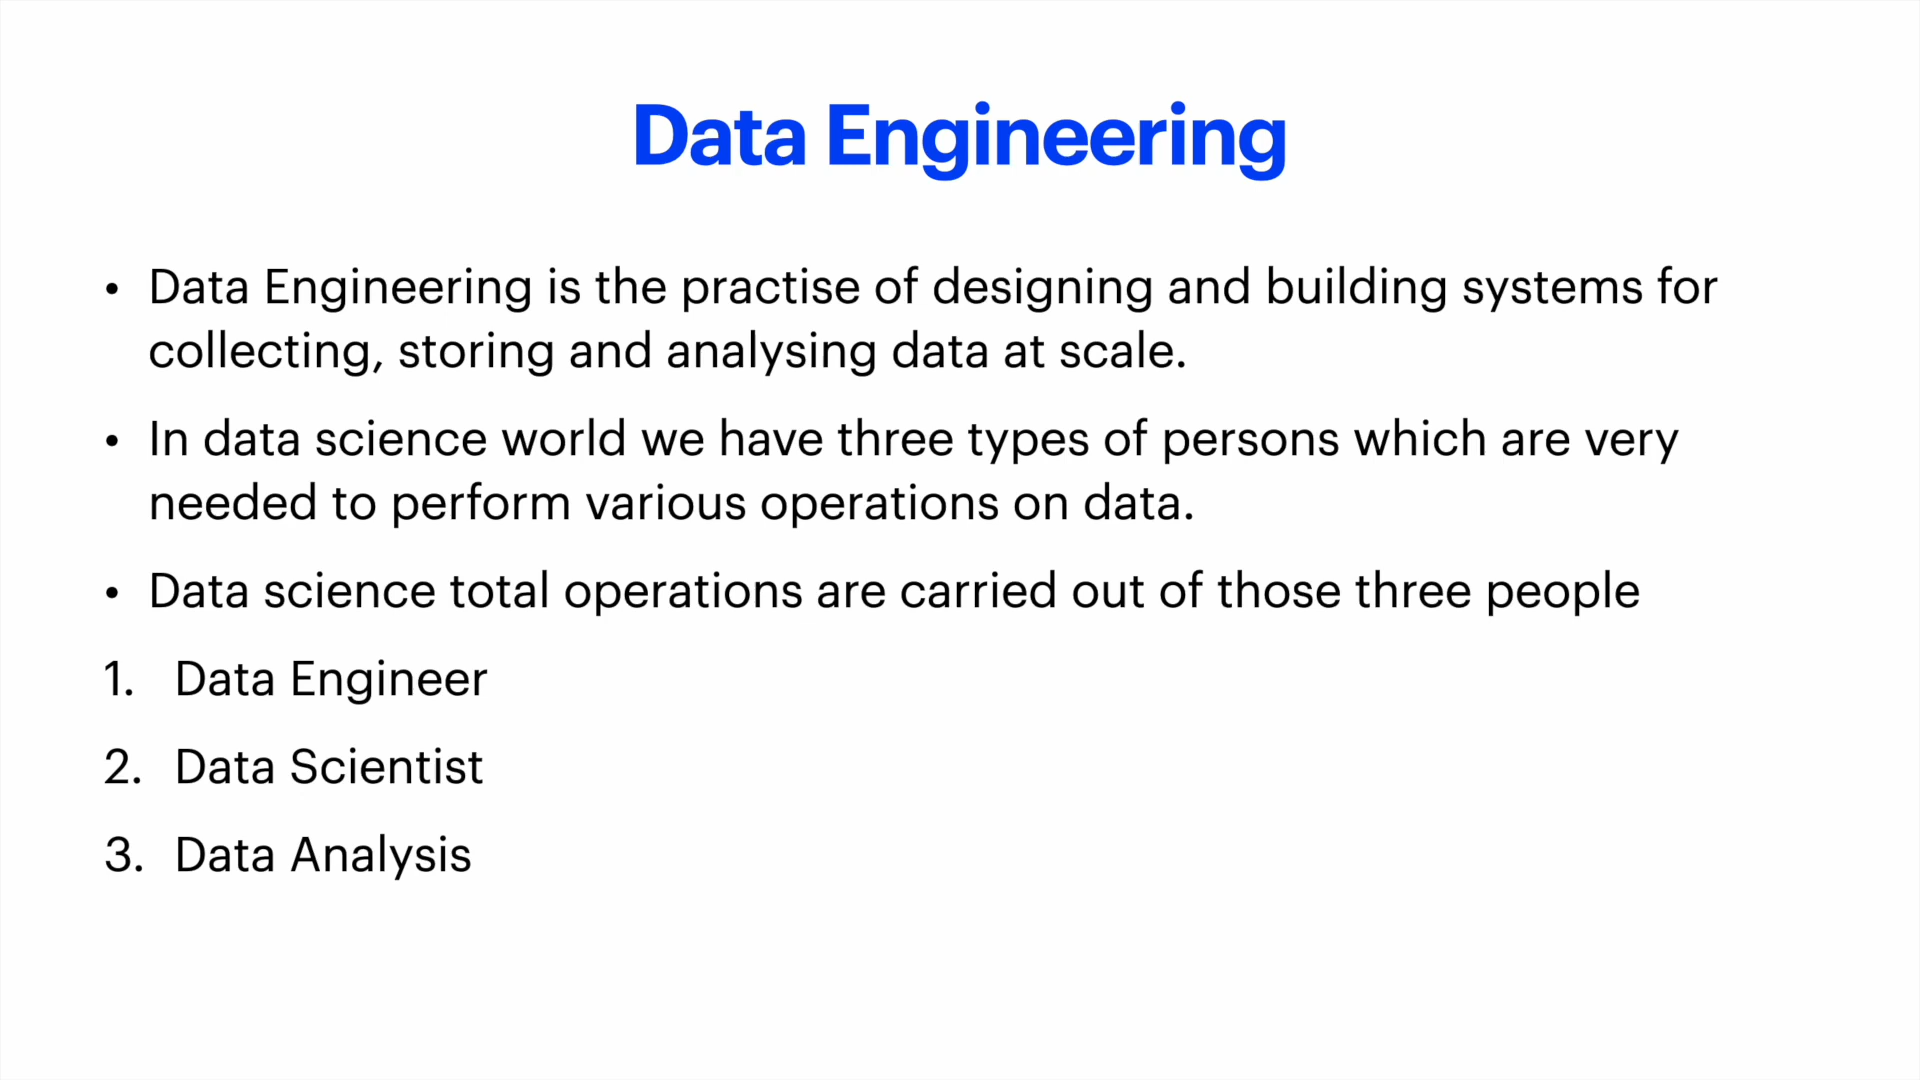 Data Engineering
• Data Engineering is the practise of designing and building systems for
collecting, storing and analysing data at scale.
• In data science world we have three types of persons which are very
needed to perform various operations on data.
• Data science total operations are carried out of those three people
1. Data Engineer
2. Data Scientist
3. Data Analysis